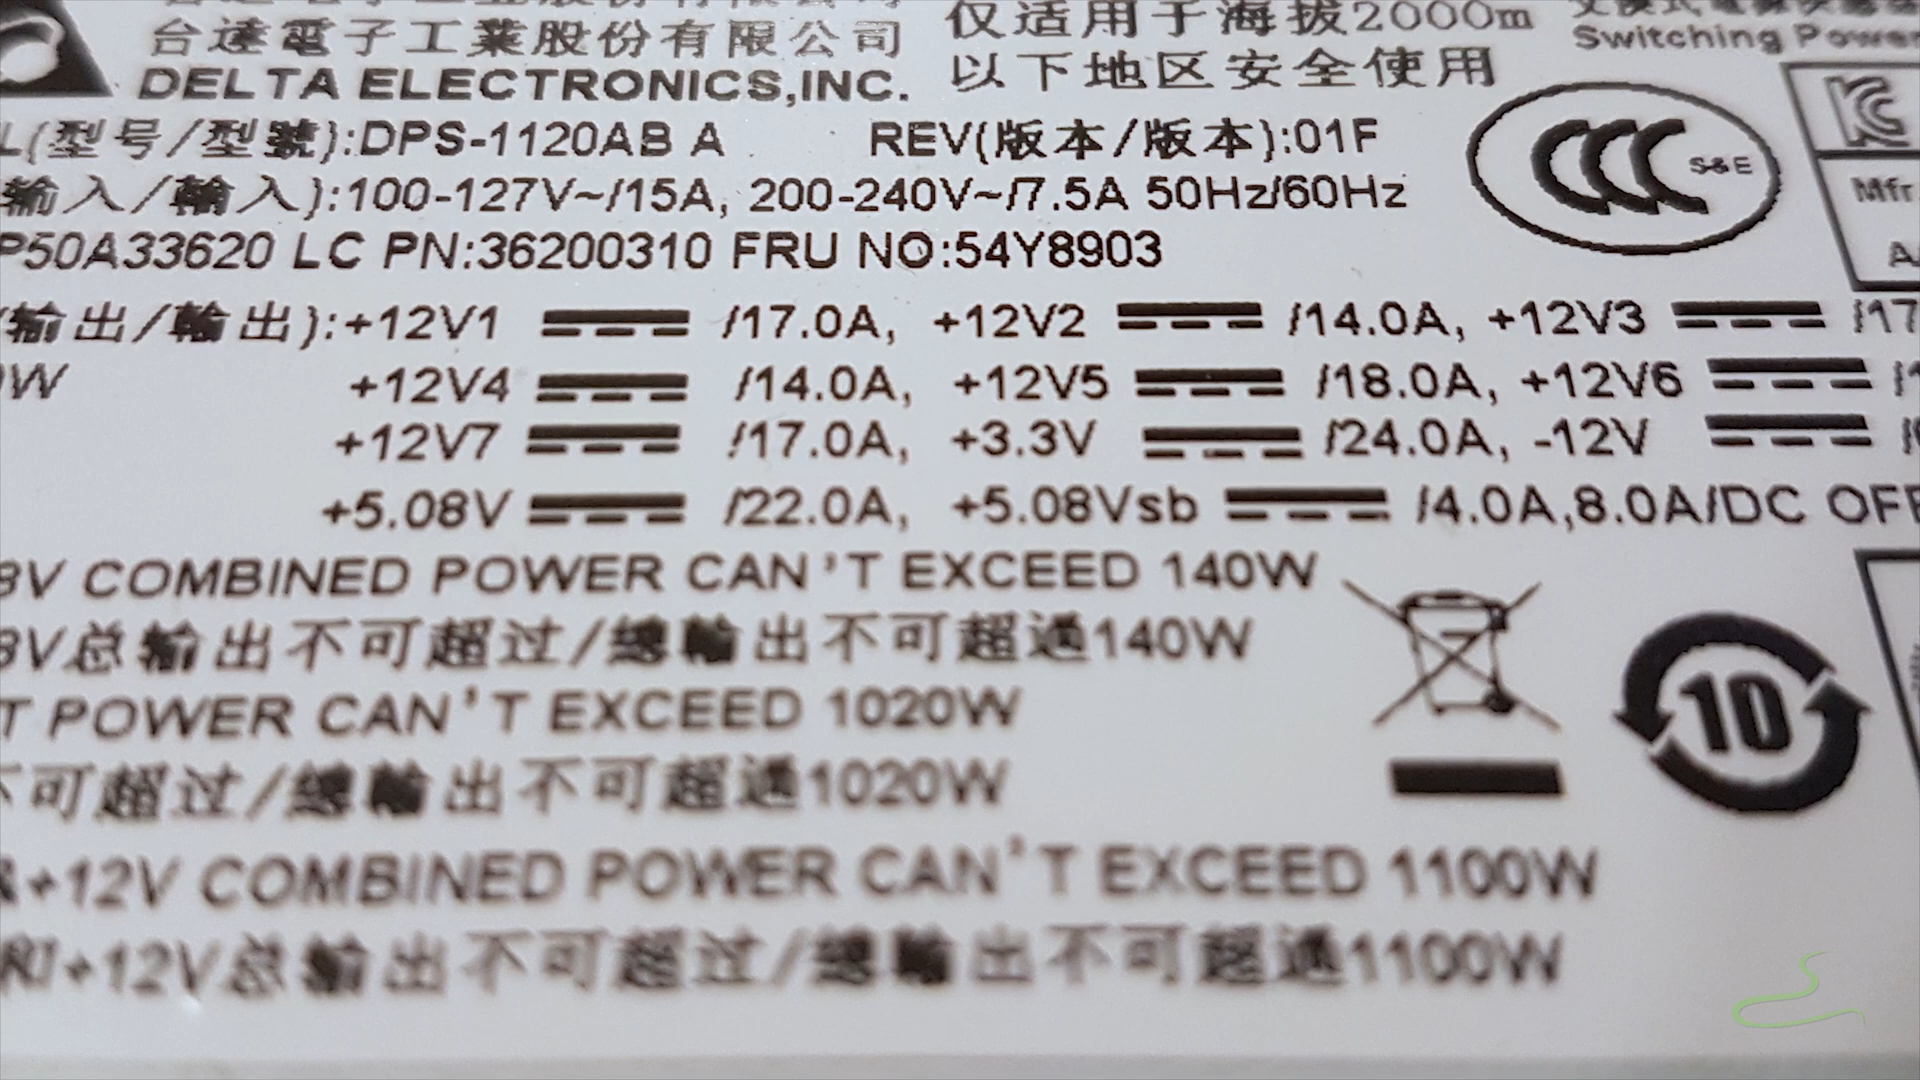 台達電子工業股份有限公司
DELTA ELECTRONICS,INC.
仅适用于海拔2000m
以下地区安全使用
Switching Power
L(型号/型號):DPS-1120AB A REV(版本/版本):01F
输入/輸入):100-127V~/15A, 200-240V~/7.5A 50Hz/60Hz
P50A33620 LC PN:36200310 FRU NO:54Y8903
S&E
Mfr
(输出/輸出):+12V1 /17.0A, +12V2 /14.0A, +12V3 /17
W +12V4 /14.0A, +12V5 /18.0A, +12V6 /1
+12V7 /17.0A, +3.3V /24.0A, -12V
+5.08V /22.0A, +5.08Vsb /4.0A,8.0A/DC OFF
8V COMBINED POWER CAN'T EXCEED 140W
8V总输出不可超过/總輸出不可超過140W
T POWER CAN'T EXCEED 1020W
不可超过/總輸出不可超過1020W
&+12V COMBINED POWER CAN'T EXCEED 1100W
和+12V总输出不可超过/總輸出不可超過1100W
10